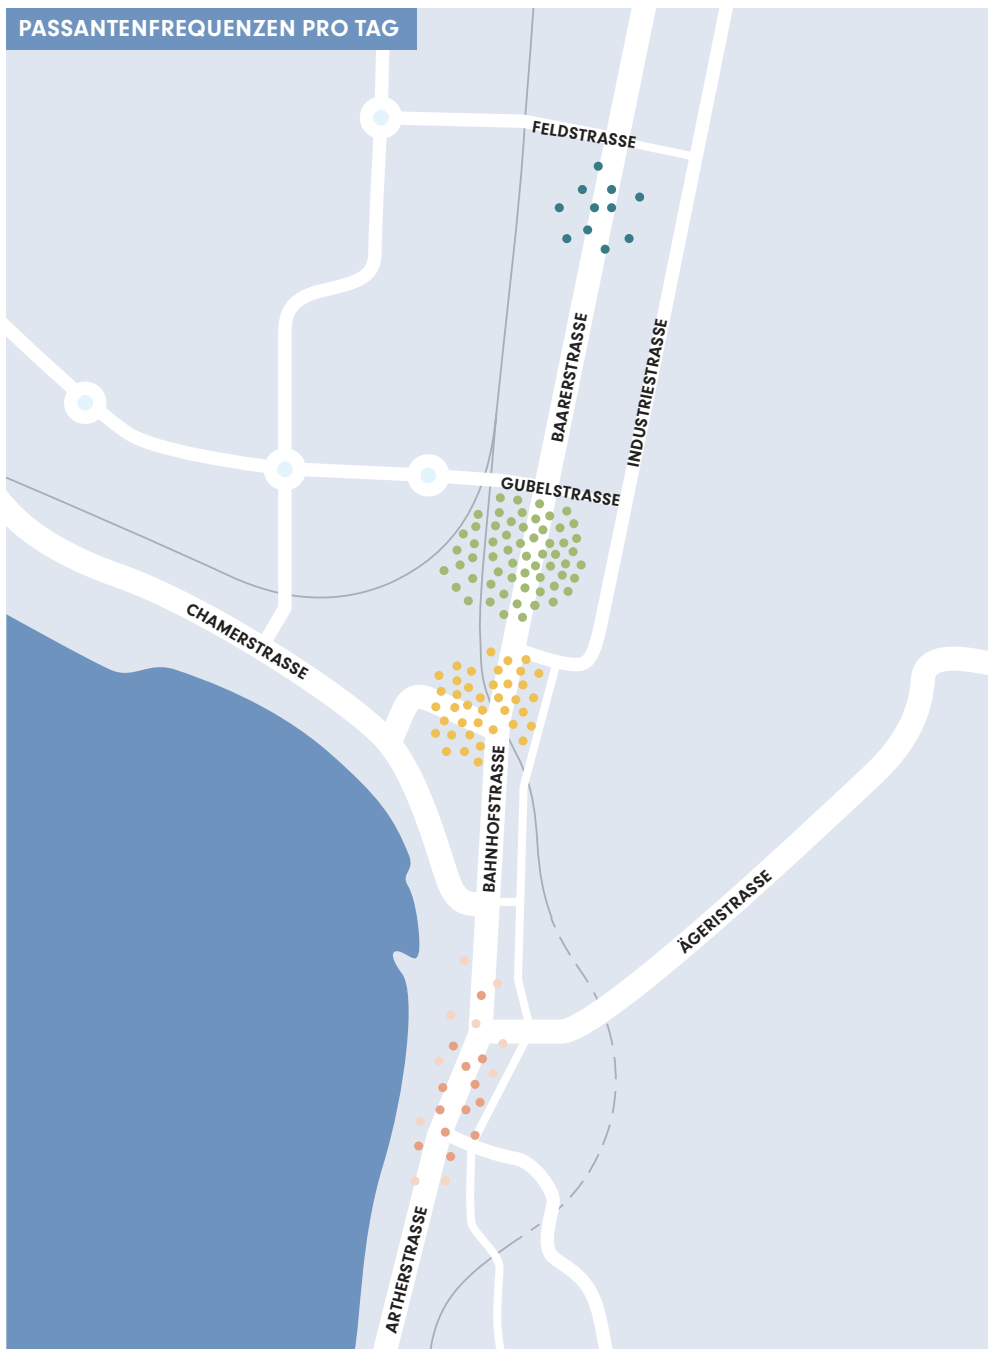 PASSANTENFREQUENZEN PRO TAG
FELDSTRASSE
BAARERSTRASSE
INDUSTRIESTRASSE
GUBELSTRASSE
CHAMERSTRASSE
BAHNHOFSTRASSE
ÄGERISTRASSE
ARTHERSTRASSE